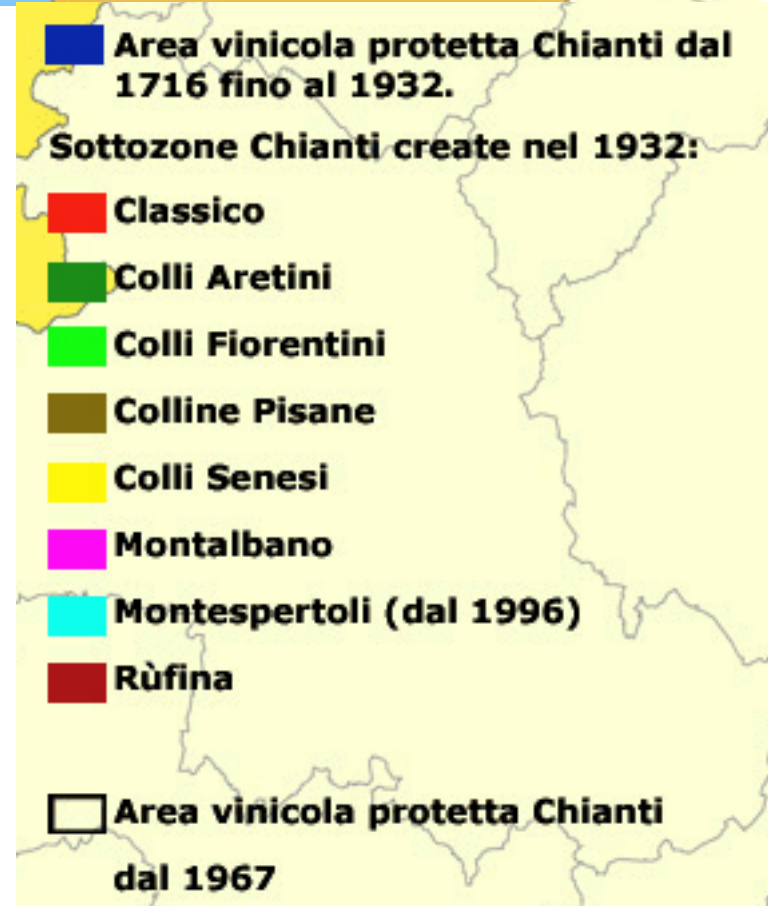 Area vinicola protetta Chianti dal
1716 fino al 1932.
Sottozone Chianti create nel 1932:
Classico
Colli Aretini
Colli Fiorentini
Colline Pisane
Colli Senesi
Montalbano
Montespertoli (dal 1996)
Rùfina
Area vinicola protetta Chianti
dal 1967